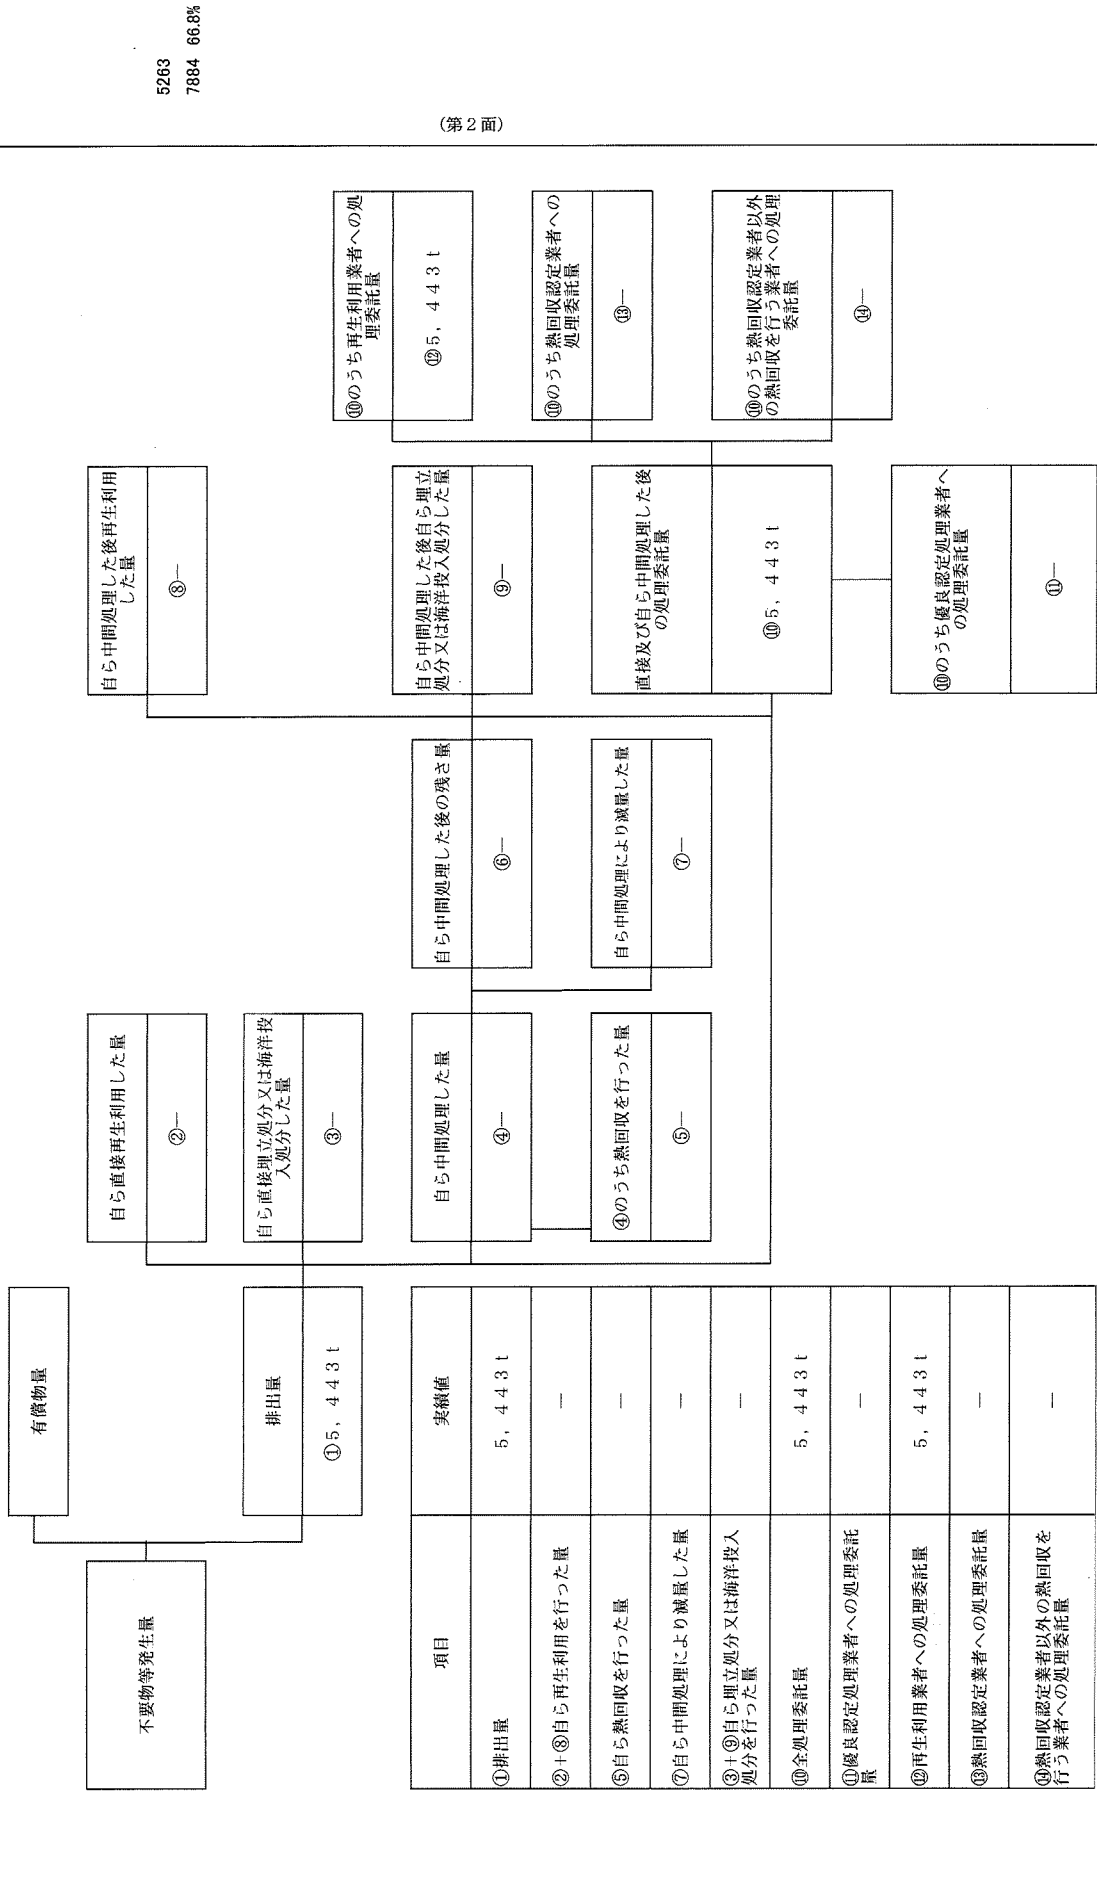 (第2面)
5263
7884 66.8%
不要物等発生量
有償物量
排出量
①5,443t
自ら直接再生利用した量
②―
自ら直接埋立処分又は海洋投
入処分した量
③―
自ら中間処理した量
④―
④のうち熱回収を行った量
⑤―
自ら中間処理した後の残さ量
⑥―
自ら中間処理により減量した量
⑦―
自ら中間処理した後再生利用
した量
⑧―
自ら中間処理した後自ら埋立
処分又は海洋投入処分した量
⑨―
直接及び自ら中間処理した後
の処理委託量
⑩5,443t
⑩のうち優良認定処理業者へ
の処理委託量
⑪―
⑩のうち再生利用業者への処
理委託量
⑫5,443t
⑩のうち熱回収認定業者への
処理委託量
⑬―
⑩のうち熱回収認定業者以外
の熱回収を行う業者への処理
委託量
⑭―
項目 実績値
①排出量 5,443t
②+⑧自ら再生利用を行った量 ―
⑤自ら熱回収を行った量 ―
⑦自ら中間処理により減量した量 ―
③+⑨自ら埋立処分又は海洋投入
処分を行った量 ―
⑩全処理委託量 5,443t
⑪優良認定処理業者への処理委託
量 ―
⑫再生利用業者への処理委託量 5,443t
⑬熱回収認定業者への処理委託量 ―
⑭熱回収認定業者以外の熱回収を
行う業者への処理委託量 ―